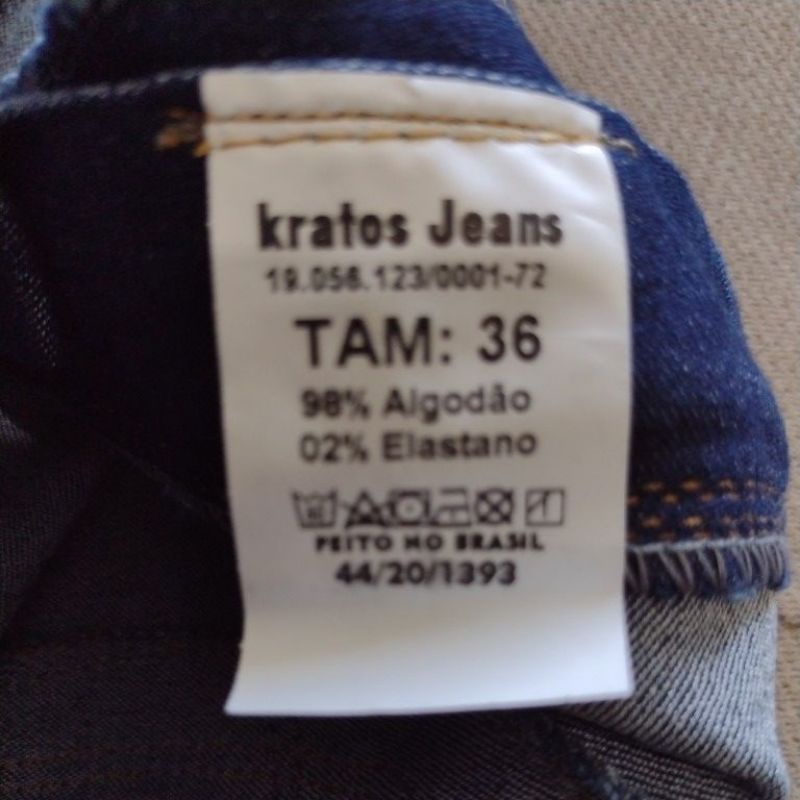 kratos Jeans
19.056.123/0001-72
TAM: 36
98% Algodão
02% Elastano
FEITO NO BRASIL
44/20/1393